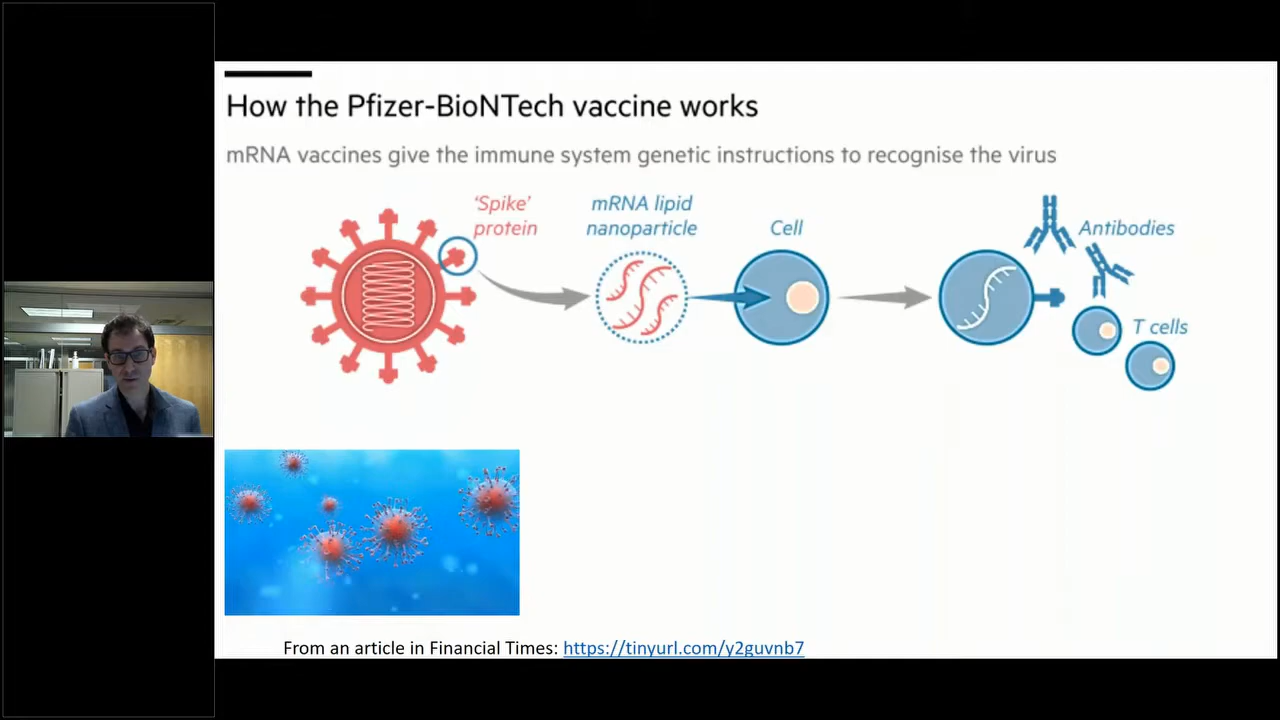 How the Pfizer-BioNTech vaccine works
mRNA vaccines give the immune system genetic instructions to recognise the virus
‘Spike’
protein
mRNA lipid
nanoparticle
Cell
Antibodies
T cells
From an article in Financial Times: https://tinyurl.com/y2guvnb7